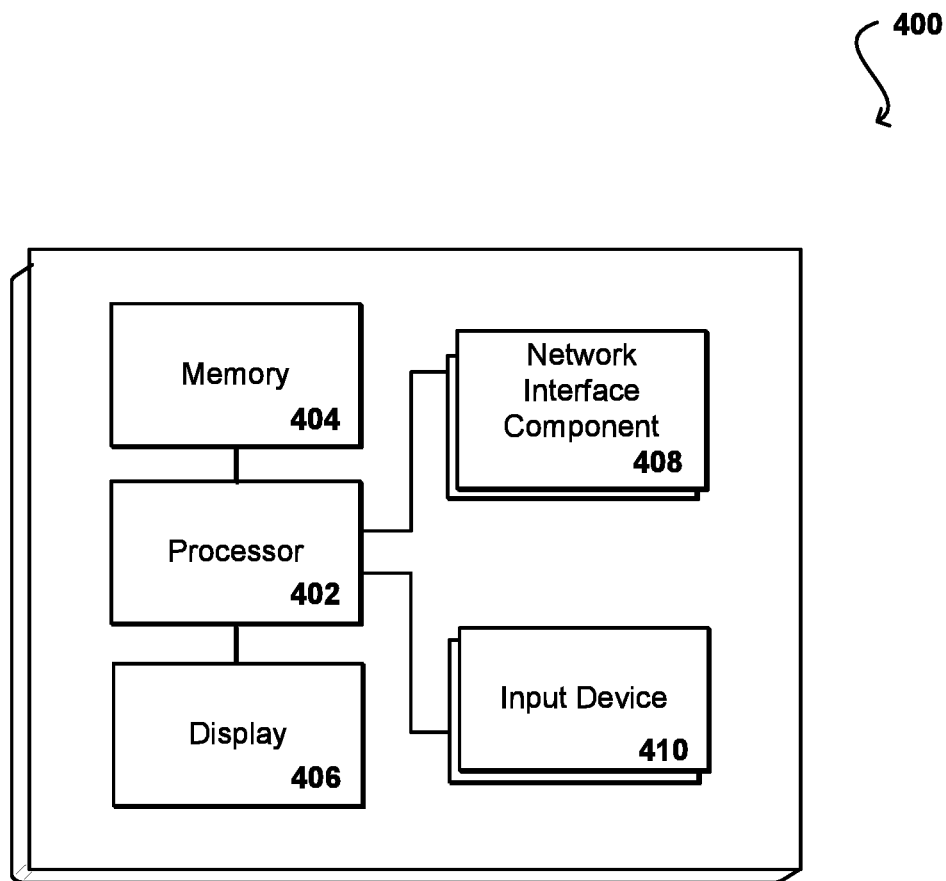 400
Memory
404
Network
Interface
Component
408
Processor
402
Input Device
410
Display
406